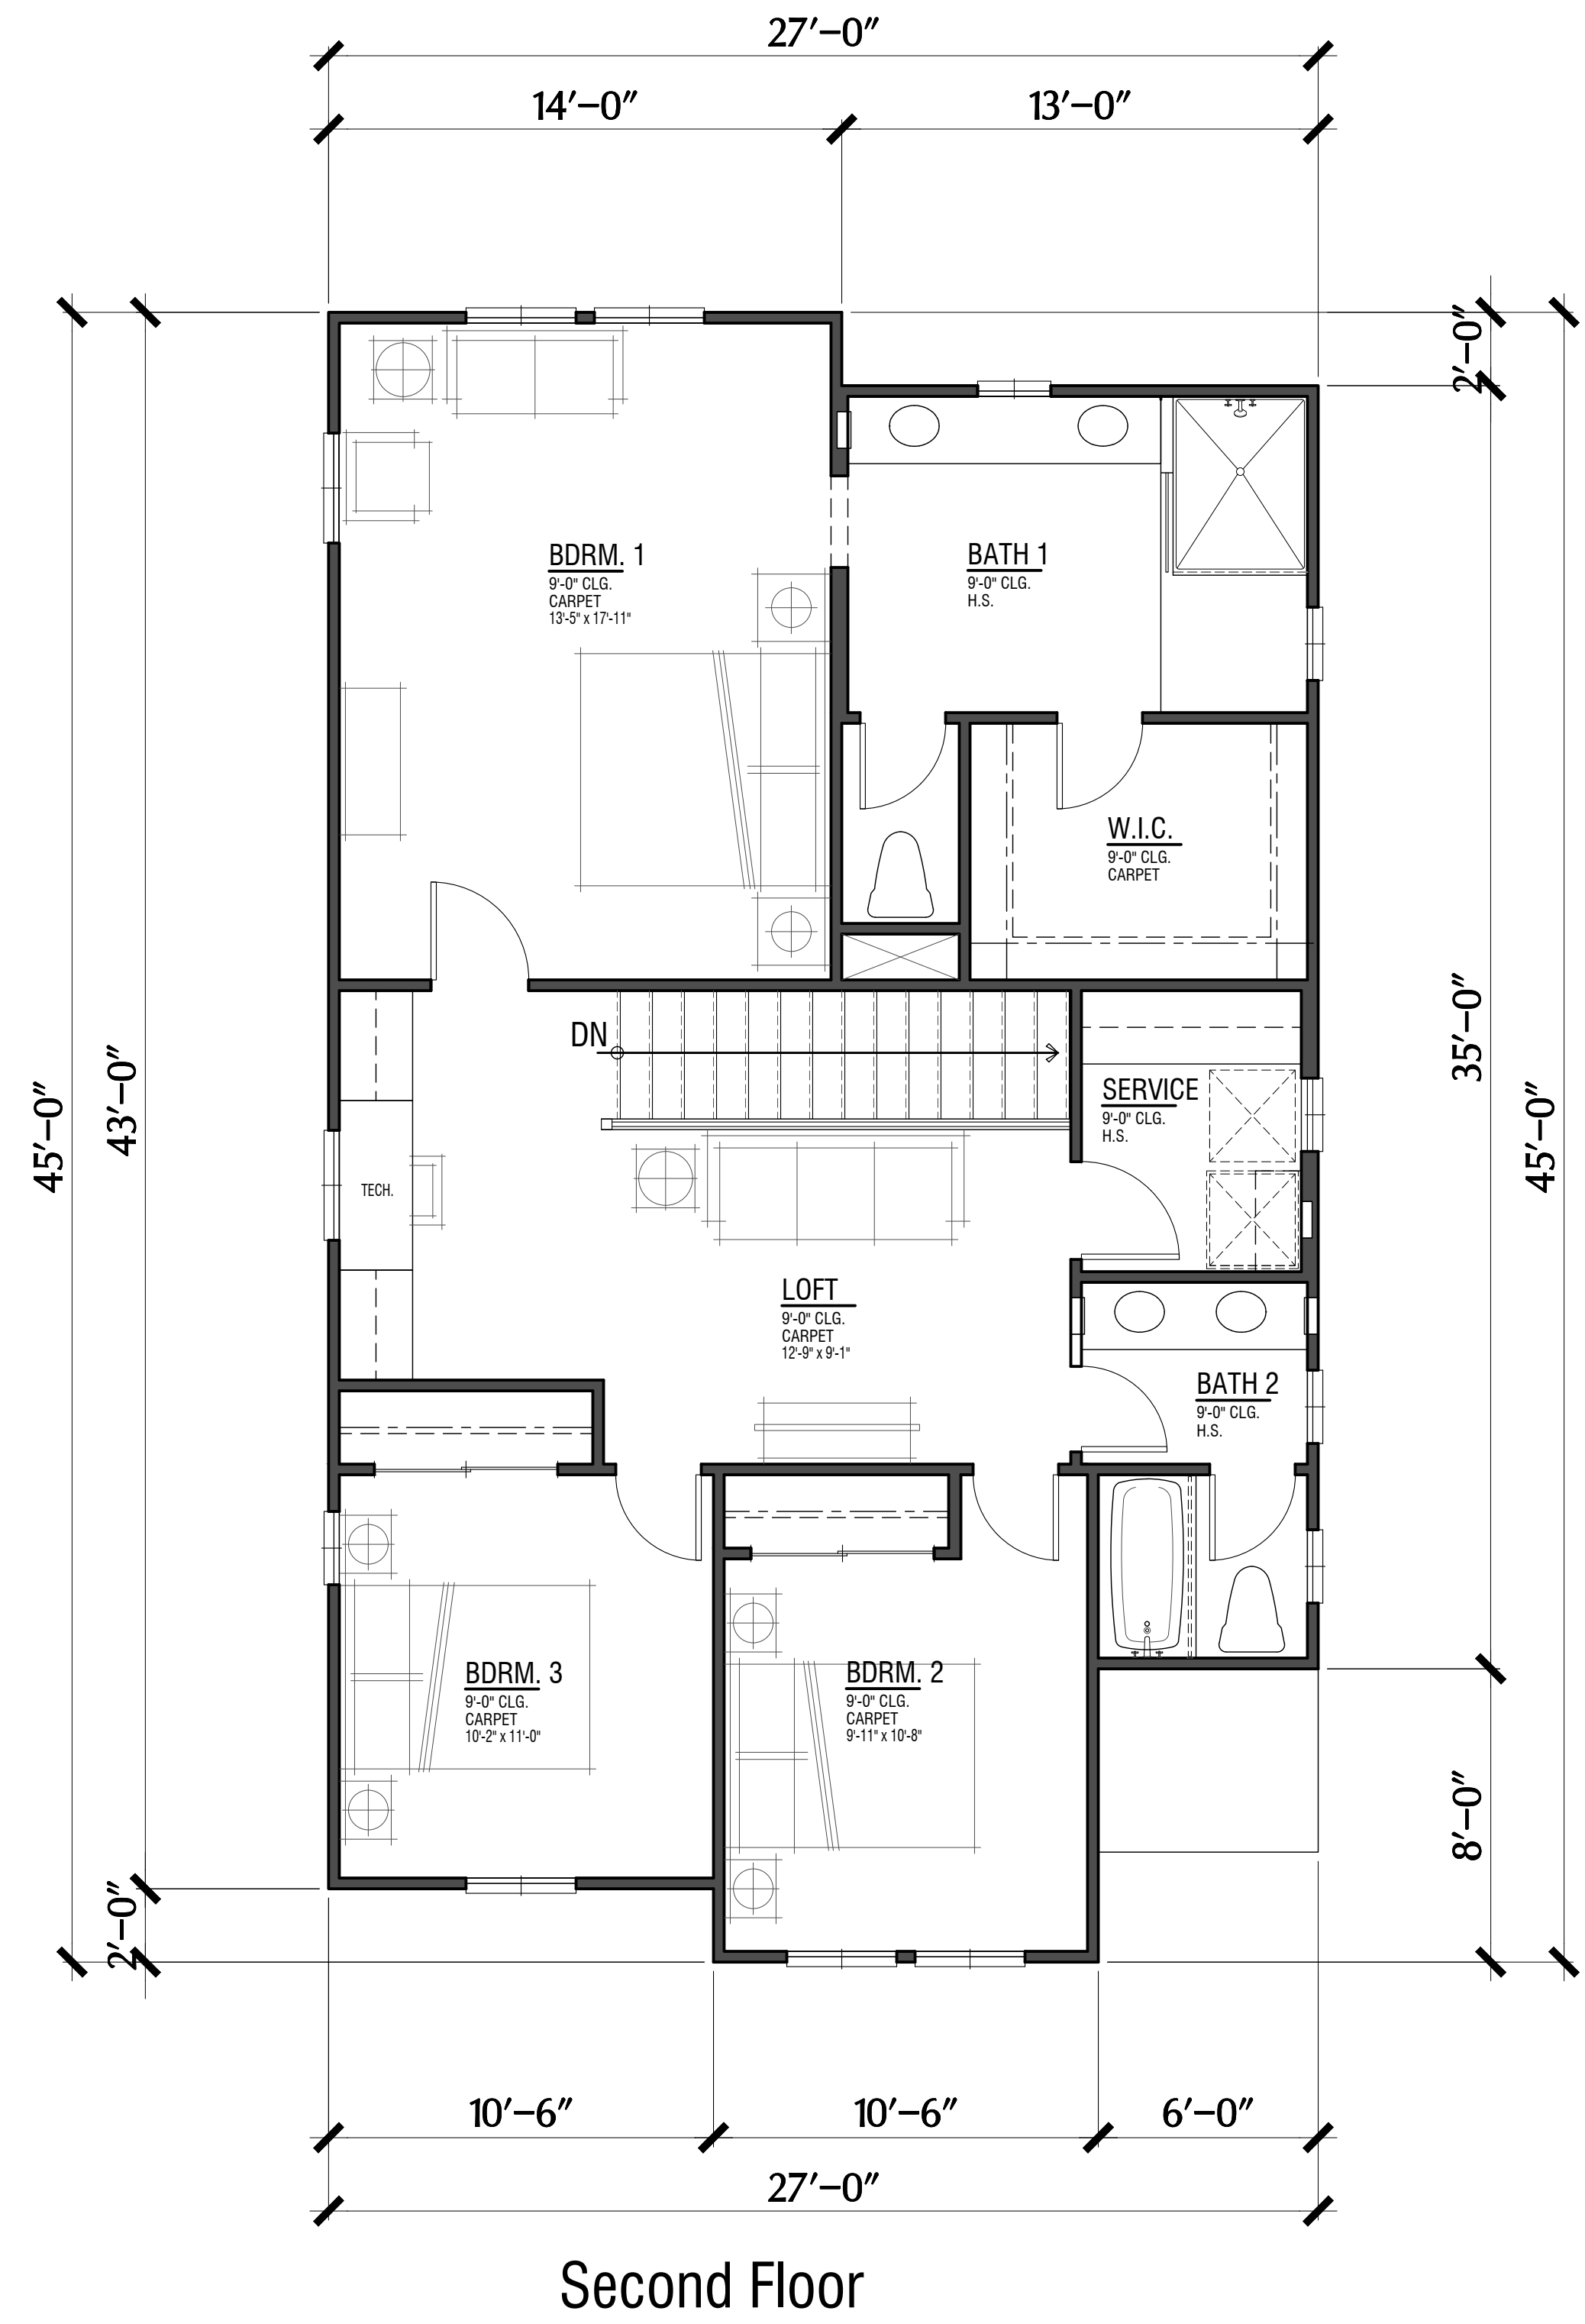 27′–0″
14′–0″
13′–0″
2′–0″
BDRM. 1
9'-0" CLG.
CARPET
13'-5" x 17'-11"
BATH 1
9'-0" CLG.
H.S.
W.I.C.
9'-0" CLG.
CARPET
45′–0″
43′–0″
35′–0″
45′–0″
DN
SERVICE
9'-0" CLG.
H.S.
TECH.
LOFT
9'-0" CLG.
CARPET
12'-9" x 9'-1"
BATH 2
9'-0" CLG.
H.S.
BDRM. 3
9'-0" CLG.
CARPET
10'-2" x 11'-0"
BDRM. 2
9'-0" CLG.
CARPET
9'-11" x 10'-8"
8′–0″
2′–0″
10′–6″
10′–6″
6′–0″
27′–0″
Second Floor